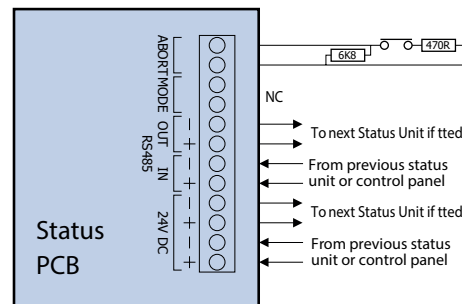 ABORT
MODE
OUT
IN
RS485
24V DC
- + - + - + - +
Status
PCB
6K8
470R
NC
To next Status Unit if tted
From previous status
unit or control panel
To next Status Unit if tted
From previous status
unit or control panel